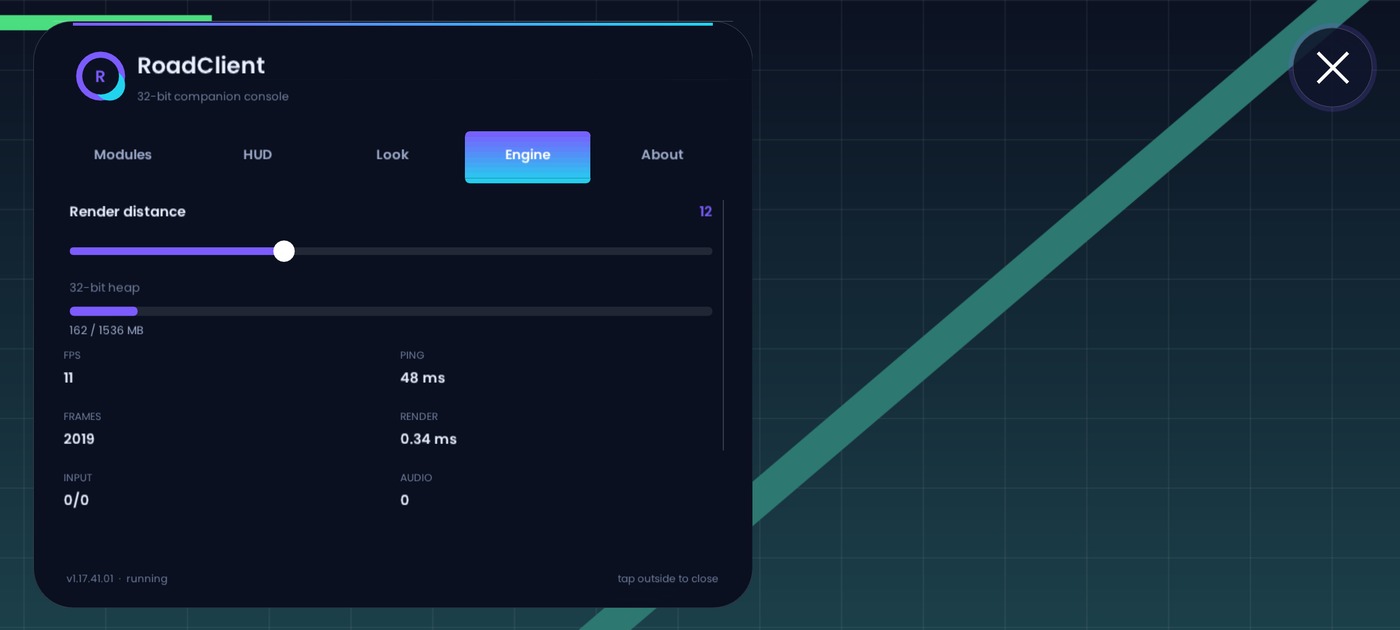 R
RoadClient
32-bit companion console
Modules HUD Look Engine About
Render distance 12
32-bit heap
162 / 1536 MB
FPS PING
11 48 ms
FRAMES RENDER
2019 0.34 ms
INPUT AUDIO
0/0 0
v1.17.41.01 · running tap outside to close